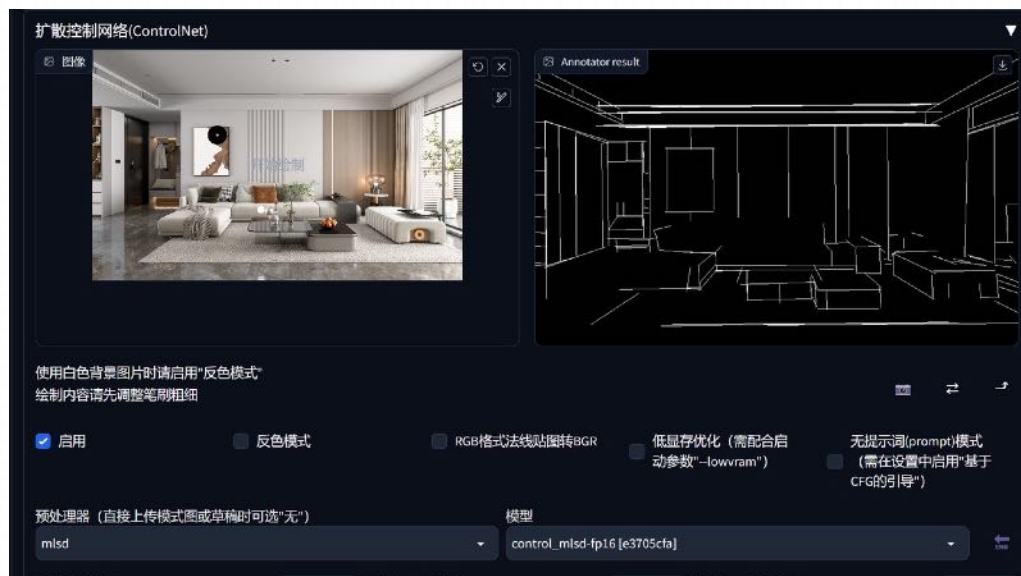 扩散控制网络(ControlNet)
图像
Annotator result
开始绘制
使用白色背景图片时请启用"反色模式"
绘制内容请先调整笔刷粗细
启用
反色模式
RGB格式法线贴图转BGR
低显存优化（需配合启
动参数"--lowvram"）
无提示词(prompt)模式
（需在设置中启用"基于
CFG的引导"）
预处理器（直接上传模式图或草稿时可选"无"）
模型
mlsd
control_mlsd-fp16 [e3705cfa]